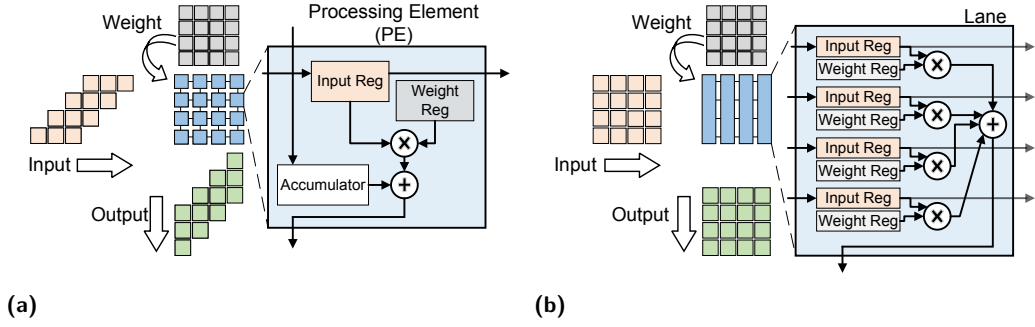 Weight
Processing Element
(PE)
Input Reg
Weight
Reg
×
Accumulator
+
Input
Output
(a)
Weight
Lane
Input Reg
Weight Reg
×
Input Reg
Weight Reg
×
+
Input Reg
Weight Reg
×
Input Reg
Weight Reg
×
Input
Output
(b)